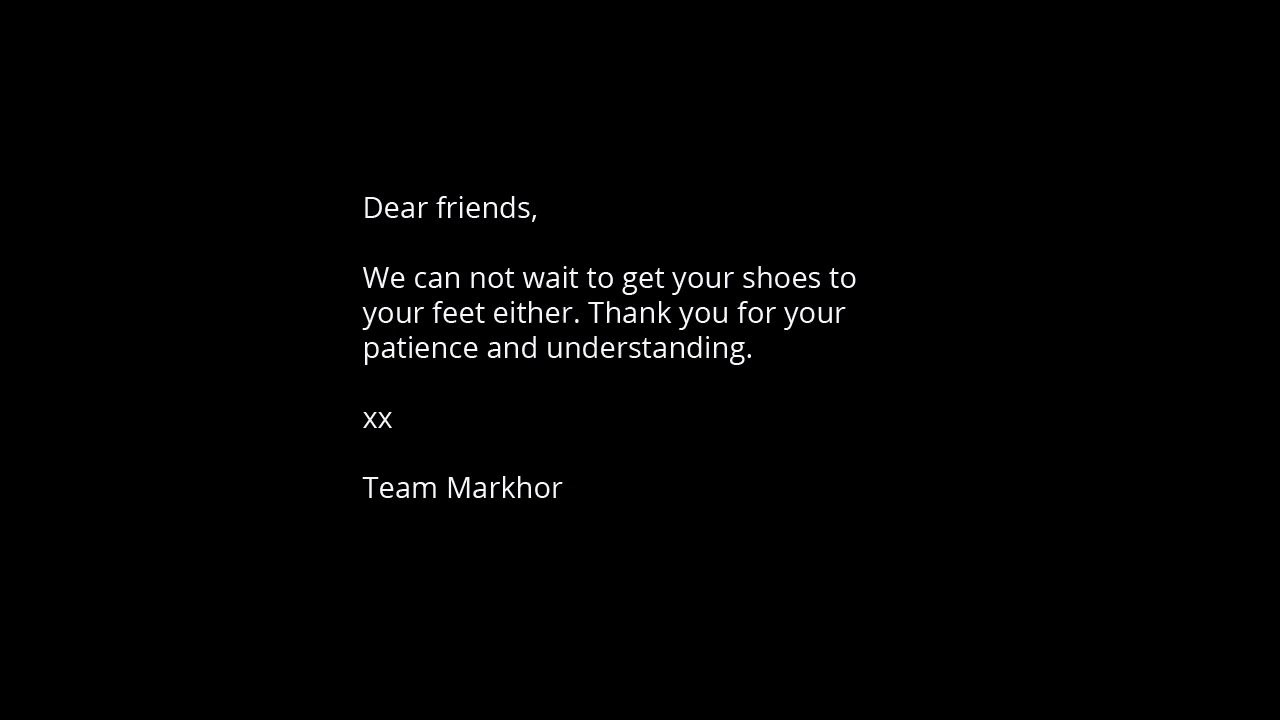 Dear friends,
We can not wait to get your shoes to
your feet either. Thank you for your
patience and understanding.
xx
Team Markhor